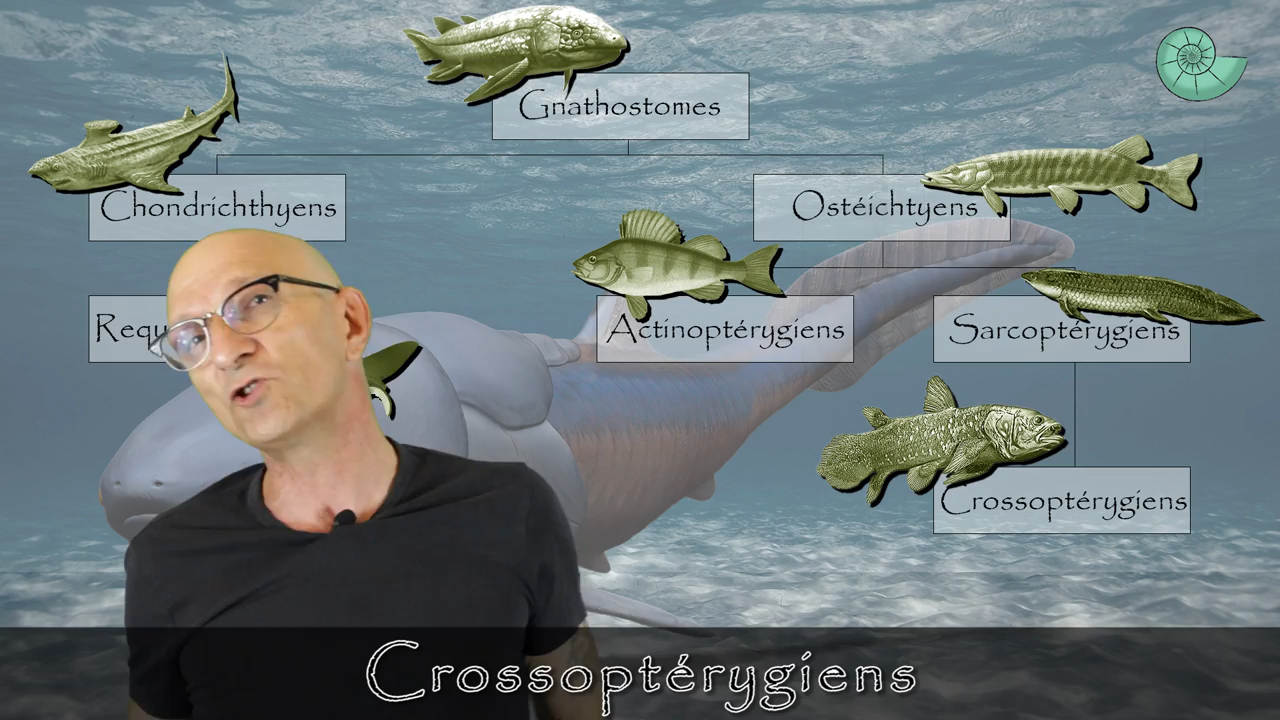 Gnathostomes
Chondrichthyens
Ostéichtyens
Actinoptérygiens
Sarcoptérygiens
Crossoptérygiens
Crossoptérygiens